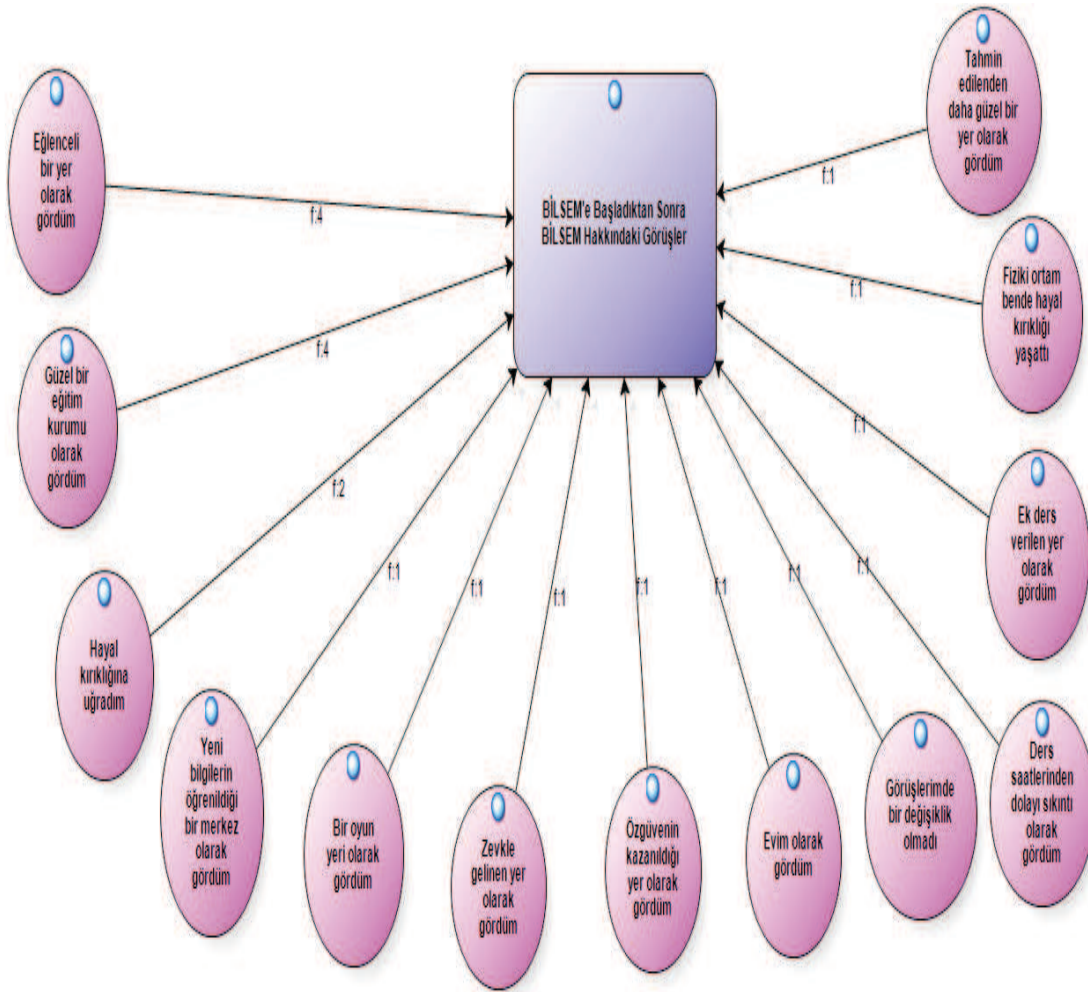 BİLSEM'e Başladıktan Sonra
BİLSEM Hakkındaki Görüşler
Eğlenceli
bir yer
olarak
gördüm
f:4
Güzel bir
eğitim
kurumu
olarak
gördüm
f:4
Hayal
kırıklığına
uğradım
f:2
Yeni
bilgilerin
öğrenildiği
bir merkez
olarak
gördüm
f:1
Bir oyun
yeri olarak
gördüm
f:1
Zevkle
gelinen yer
olarak
gördüm
f:1
Özgüvenin
kazanıldığı
yer olarak
gördüm
f:1
Evim olarak
gördüm
f:1
Görüşlerimde
bir değişiklik
olmadı
f:1
Ders
saatlerinden
dolayı sıkıntı
olarak
gördüm
f:1
Ek ders
verilen yer
olarak
gördüm
f:1
Fiziki ortam
bende hayal
kırıklığı
yaşattı
f:1
Tahmin
edilenden
daha güzel bir
yer olarak
gördüm
f:1